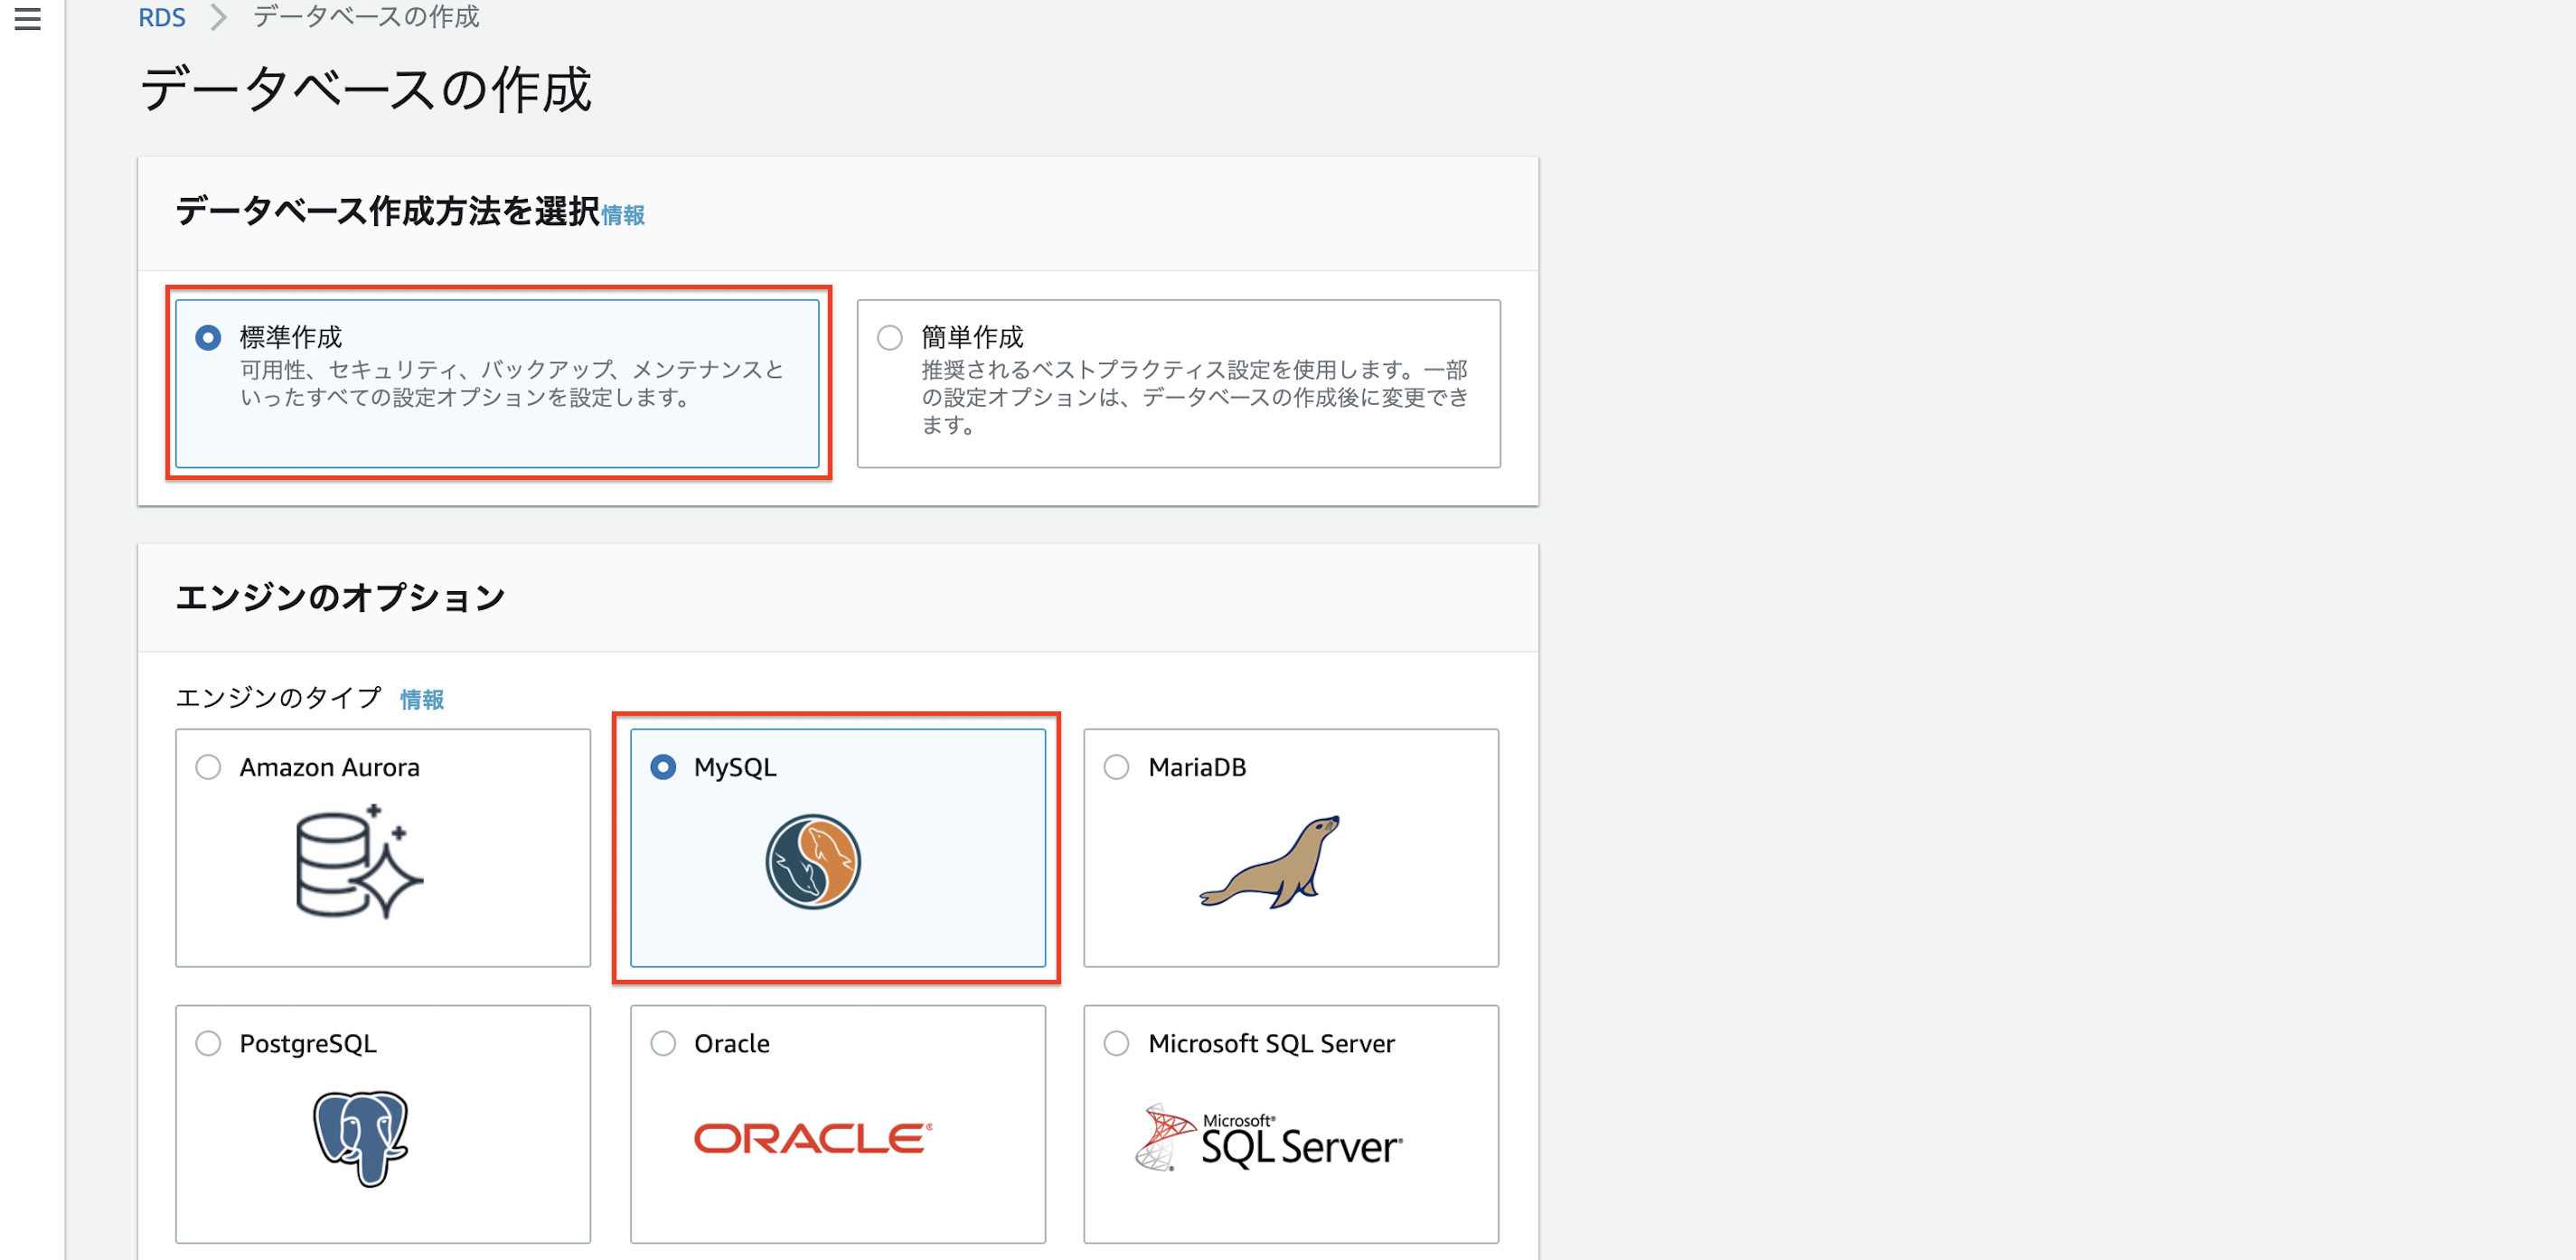 RDS > データベースの作成
データベースの作成
データベース作成方法を選択情報
標準作成
可用性、セキュリティ、バックアップ、メンテナンスと
いったすべての設定オプションを設定します。
簡単作成
推奨されるベストプラクティス設定を使用します。一部
の設定オプションは、データベースの作成後に変更でき
ます。
エンジンのオプション
エンジンのタイプ 情報
Amazon Aurora
MySQL
MariaDB
PostgreSQL
Oracle
ORACLE®
Microsoft SQL Server
Microsoft®
SQL Server®